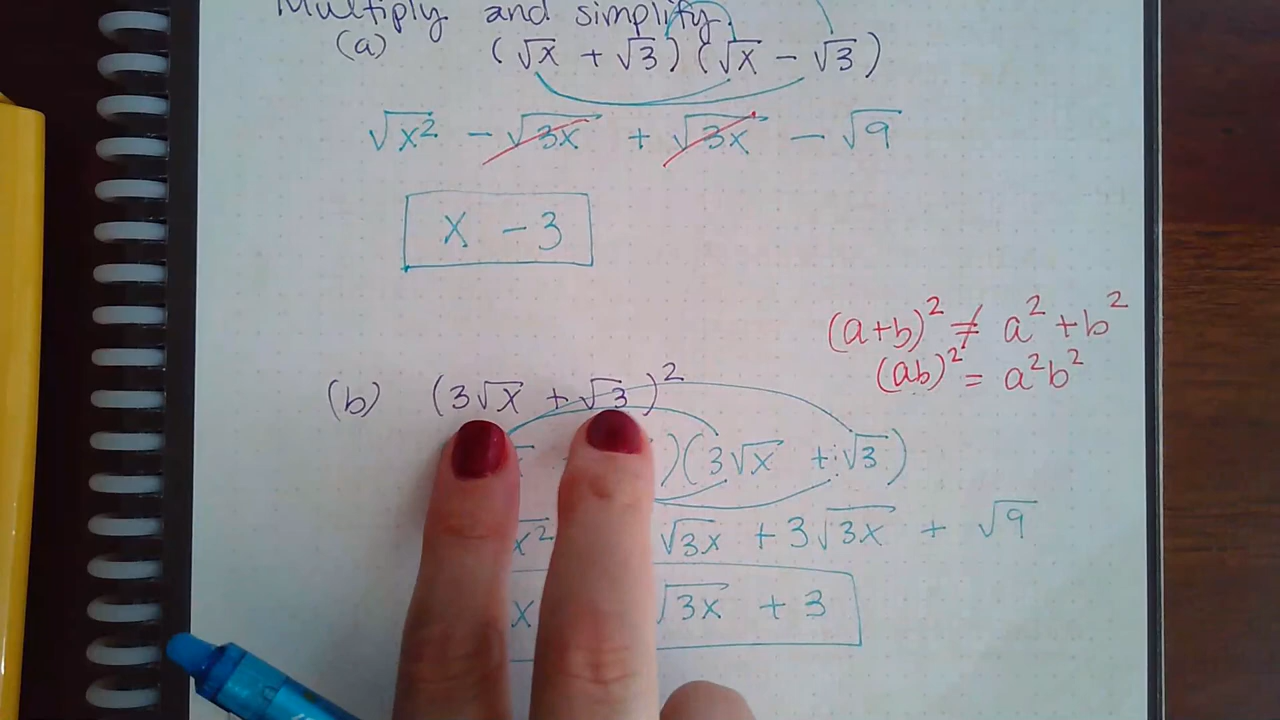 Multiply and simplify.
(a) (√x + √3)(√x − √3)
√x² − √3x + √3x − √9
x − 3
(a+b)² ≠ a² + b²
(ab)² = a²b²
(b) (3√x + √3)²
)(3√x + √3)
x² √3x + 3√3x + √9
x √3x + 3